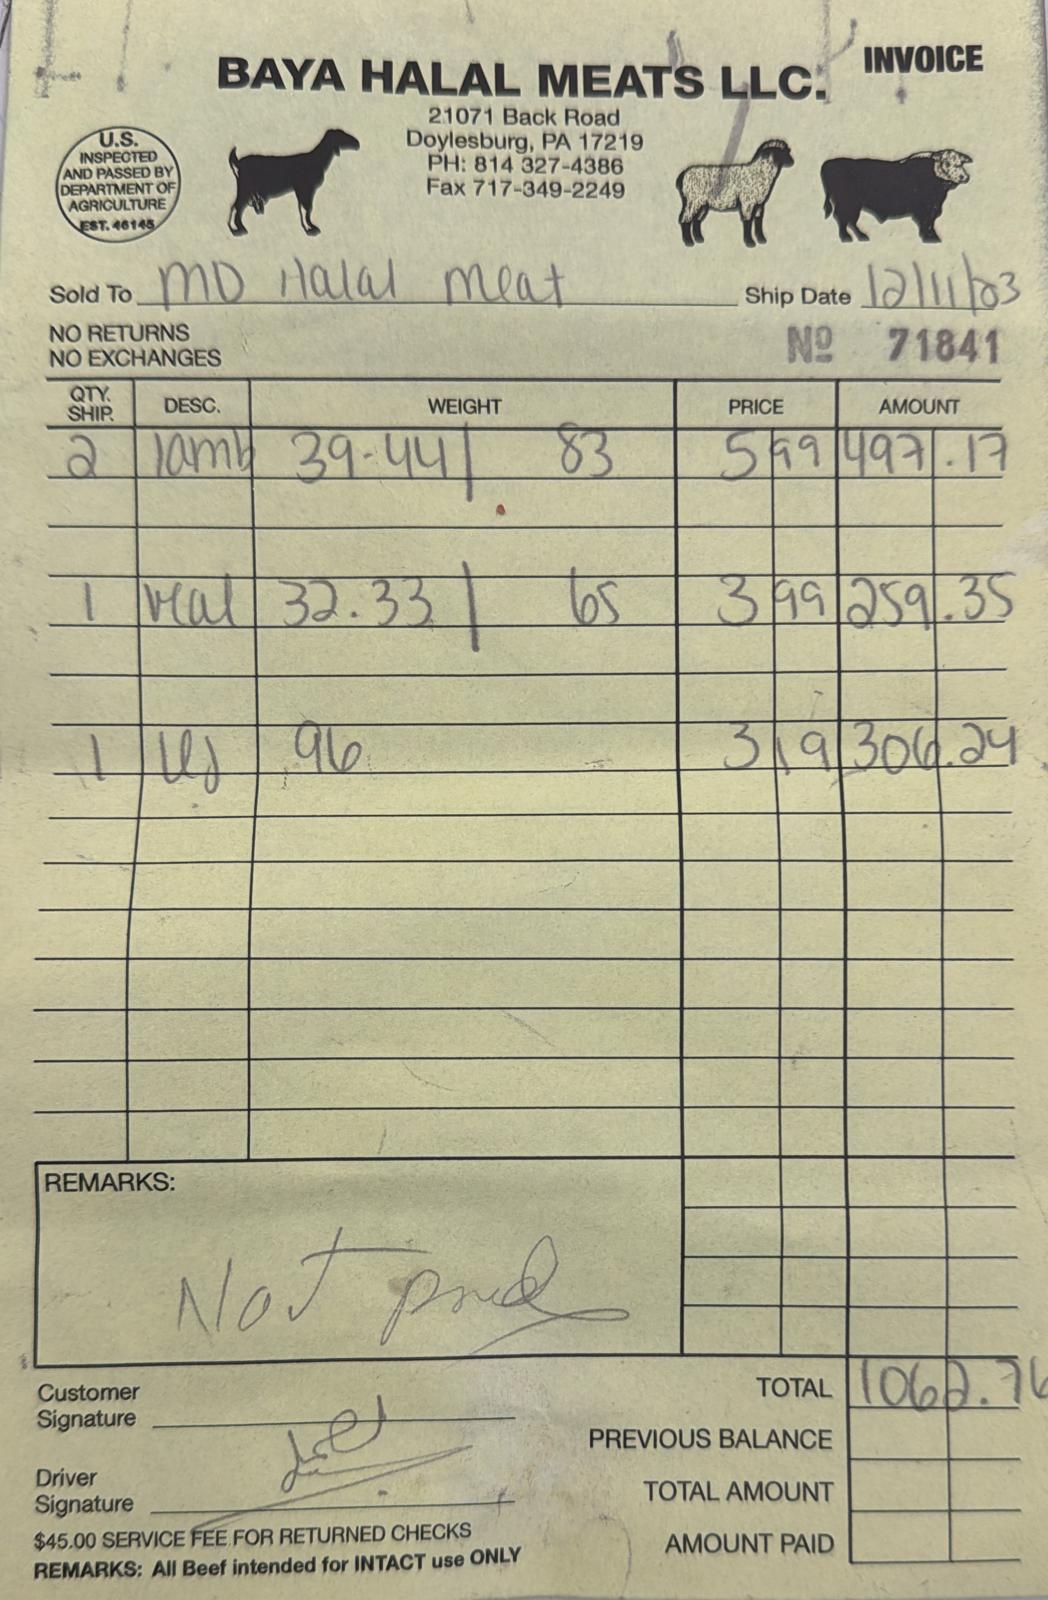 INVOICE
BAYA HALAL MEATS LLC.
21071 Back Road
Doylesburg, PA 17219
PH: 814 327-4386
Fax 717-349-2249
U.S.
INSPECTED
AND PASSED BY
DEPARTMENT OF
AGRICULTURE
EST. 46145
Sold To MD Halal Meat Ship Date 12/11/23
NO RETURNS
NO EXCHANGES
No 71841
QTY. SHIP. DESC. WEIGHT PRICE AMOUNT
2 lamb 39-44 | 83 5 99 497.17
1 veal 32.33 | 65 3 99 259.35
1 96 3 19 306.24
REMARKS:
Not paid
TOTAL 1062.76
Customer
Signature
PREVIOUS BALANCE
Driver
Signature
TOTAL AMOUNT
AMOUNT PAID
$45.00 SERVICE FEE FOR RETURNED CHECKS
REMARKS: All Beef intended for INTACT use ONLY